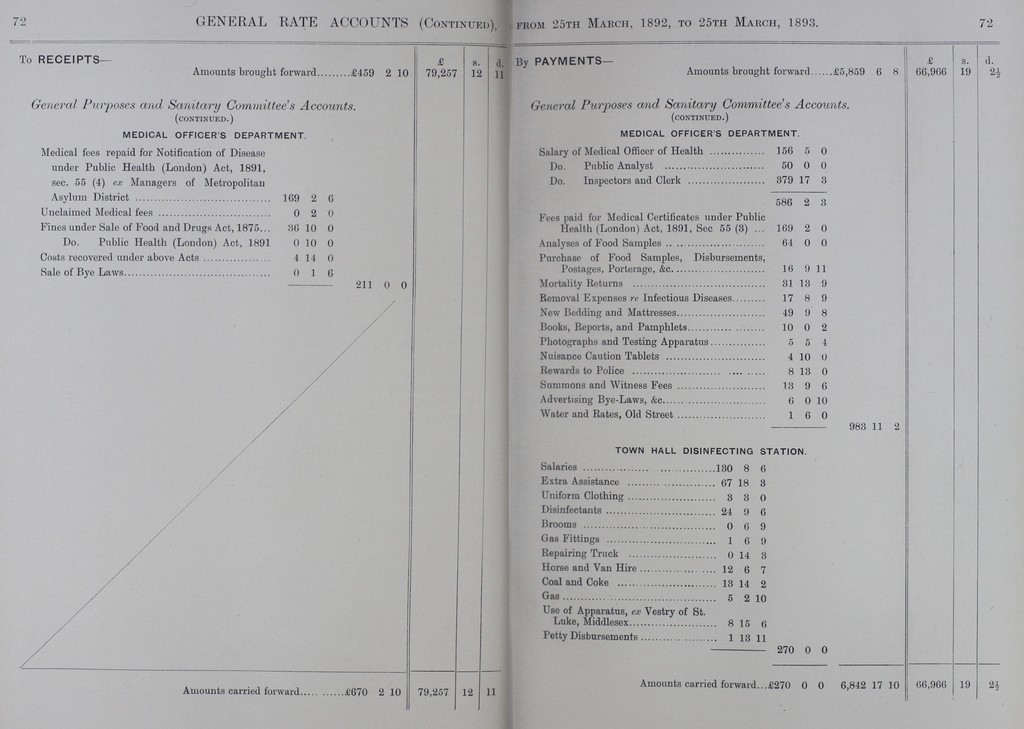 72 GENERAL RATE ACCOUNTS (CONTINUED), FROM 25TH MARCH, 1892, TO 25TH MARCH, 1893. 72
To RECEIPTS— £ s. d.
Amounts brought forward.........£459 2 10 79,257 12 11
General Purposes and Sanitary Committee's Accounts.
(CONTINUED.)
MEDICAL OFFICER'S DEPARTMENT.
Medical fees repaid for Notification of Disease
under Public Health (London) Act, 1891,
sec. 55 (4) ex Managers of Metropolitan
Asylum District ........ 169 2 6
Unclaimed Medical fees ........ 0 2 0
Fines under Sale of Food and Drugs Act, 1875... 36 10 0
Do. Public Health (London) Act, 1891 0 10 0
Costs recovered under above Acts ........ 4 14 0
Sale of Bye Laws........ 0 1 6
211 0 0
Amounts carried forward........£670 2 10 79,257 12 11
By PAYMENTS— £ s. d.
Amounts brought forward......£5,859 6 8 66,966 19 2½
General Purposes and Sanitary Committee's Accounts.
(CONTINUED.)
MEDICAL OFFICER'S DEPARTMENT.
Salary of Medical Officer of Health ........ 156 5 0
Do. Public Analyst ........ 50 0 0
Do. Inspectors and Clerk ........ 379 17 3
586 2 3
Fees paid for Medical Certificates under Public
Health (London) Act, 1891, Sec 55 (3) ... 169 2 0
Analyses of Food Samples ........ 64 0 0
Purchase of Food Samples, Disbursements,
Postages, Porterage, &c........ 16 9 11
Mortality Returns ........ 31 13 9
Removal Expenses re Infectious Diseases........ 17 8 9
New Bedding and Mattresses........ 49 9 8
Books, Reports, and Pamphlets........ 10 0 2
Photographs and Testing Apparatus........ 5 5 4
Nuisance Caution Tablets ........ 4 10 0
Rewards to Police ........ 8 13 0
Summons and Witness Fees ........ 13 9 6
Advertising Bye-Laws, &c........ 6 0 10
Water and Rates, Old Street ........ 1 6 0
983 11 2
TOWN HALL DISINFECTING STATION.
Salaries ........ 130 8 6
Extra Assistance ........ 67 18 3
Uniform Clothing ........ 3 3 0
Disinfectants ........ 24 9 6
Brooms ........ 0 6 9
Gas Fittings ........ 1 6 9
Repairing Truck ........ 0 14 3
Horse and Van Hire ........ 12 6 7
Coal and Coke ........ 13 14 2
Gas ........ 5 2 10
Use of Apparatus, ex Vestry of St.
Luke, Middlesex........ 8 15 6
Petty Disbursements ........ 1 13 11
270 0 0
Amounts carried forward...£270 0 0 6,842 17 10 66,966 19 2½